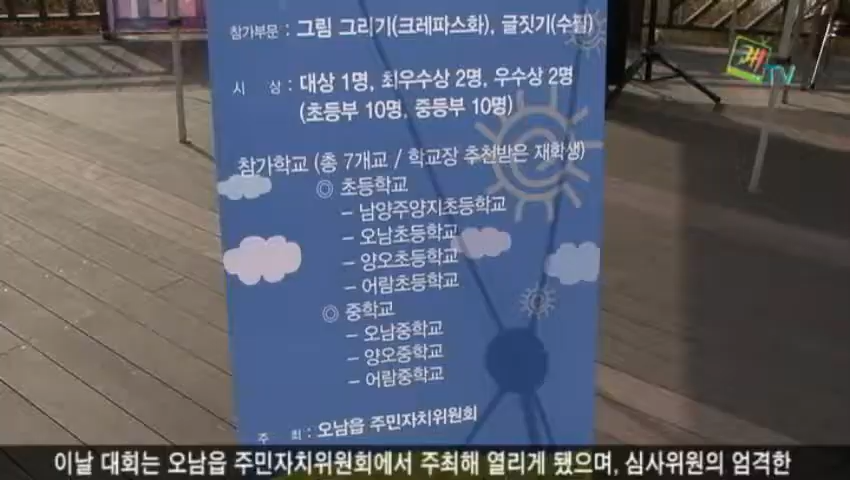 참가부문 : 그림 그리기(크레파스화), 글짓기(수필)
시 상 : 대상 1명, 최우수상 2명, 우수상 2명
(초등부 10명, 중등부 10명)
참가학교 (총 7개교 / 학교장 추천받은 재학생)
◎ 초등학교
- 남양주양지초등학교
- 오남초등학교
- 양오초등학교
- 어람초등학교
◎ 중학교
- 오남중학교
- 양오중학교
- 어람중학교
주 최 : 오남읍 주민자치위원회
이날 대회는 오남읍 주민자치위원회에서 주최해 열리게 됐으며, 심사위원의 엄격한